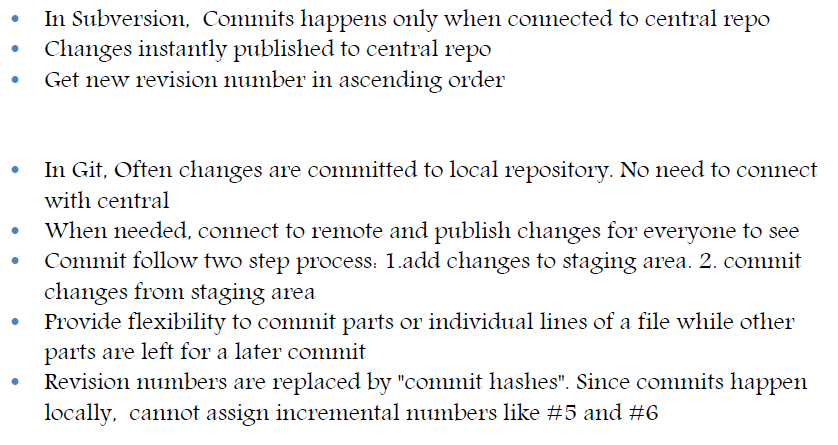 • In Subversion, Commits happens only when connected to central repo
• Changes instantly published to central repo
• Get new revision number in ascending order
• In Git, Often changes are committed to local repository. No need to connect
with central
• When needed, connect to remote and publish changes for everyone to see
• Commit follow two step process: 1.add changes to staging area. 2. commit
changes from staging area
• Provide flexibility to commit parts or individual lines of a file while other
parts are left for a later commit
• Revision numbers are replaced by "commit hashes". Since commits happen
locally, cannot assign incremental numbers like #5 and #6